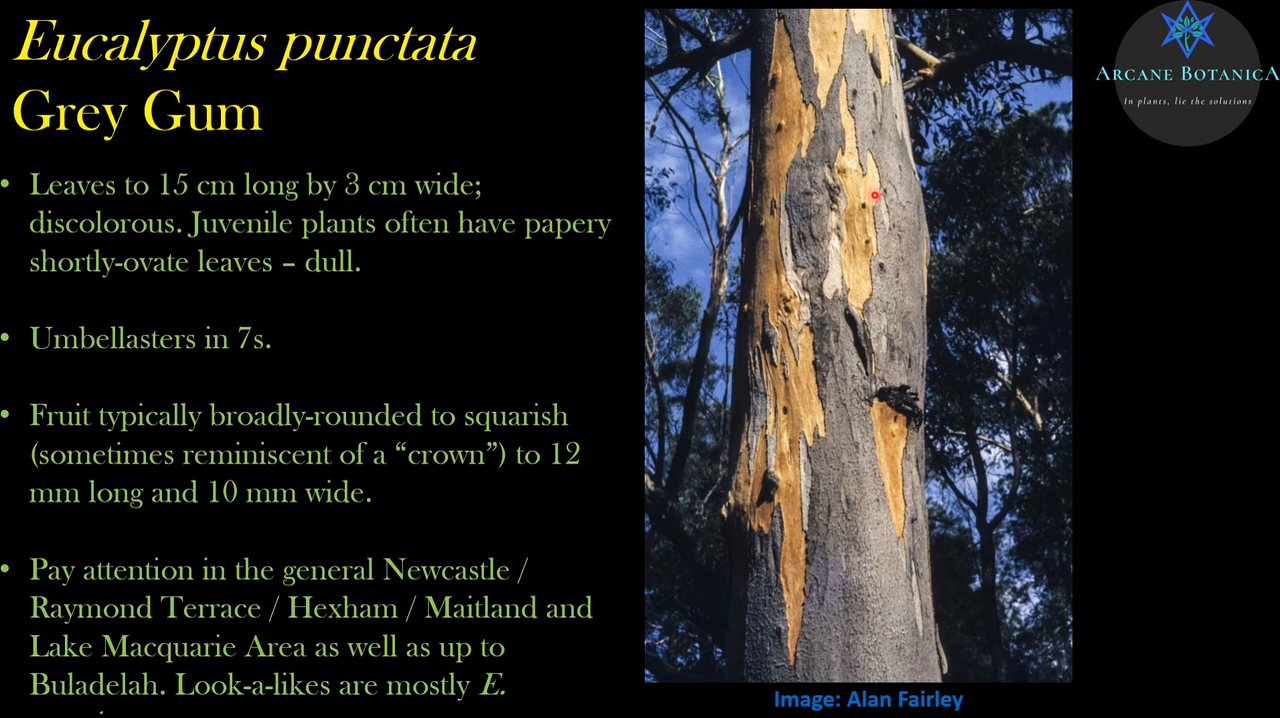 Eucalyptus punctata
Grey Gum
• Leaves to 15 cm long by 3 cm wide;
discolorous. Juvenile plants often have papery
shortly-ovate leaves – dull.
• Umbellasters in 7s.
• Fruit typically broadly-rounded to squarish
(sometimes reminiscent of a “crown”) to 12
mm long and 10 mm wide.
• Pay attention in the general Newcastle /
Raymond Terrace / Hexham / Maitland and
Lake Macquarie Area as well as up to
Buladelah. Look-a-likes are mostly E.
Image: Alan Fairley
ARCANE BOTANICA
In plants, lie the solutions